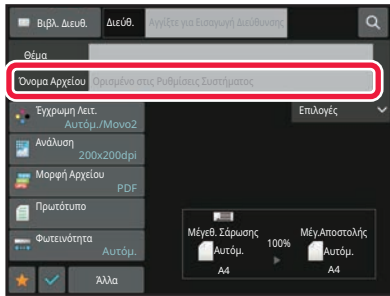 Βιβλ. Διευθ. Διεύθ. Αγγίξτε για Εισαγωγή Διεύθυνσης
Θέμα
Όνομα Αρχείου Ορισμένο στις Ρυθμίσεις Συστήματος
Έγχρωμη Λειτ. Επιλογές
Αυτόμ./Μονο2
Ανάλυση
200x200dpi
Μορφή Αρχείου
PDF
Πρωτότυπο
Φωτεινότητα
Αυτόμ.
Μέγεθ. Σάρωσης 100% Μέγ.Αποστολής
Αυτόμ. Αυτόμ.
A4 A4
Άλλα